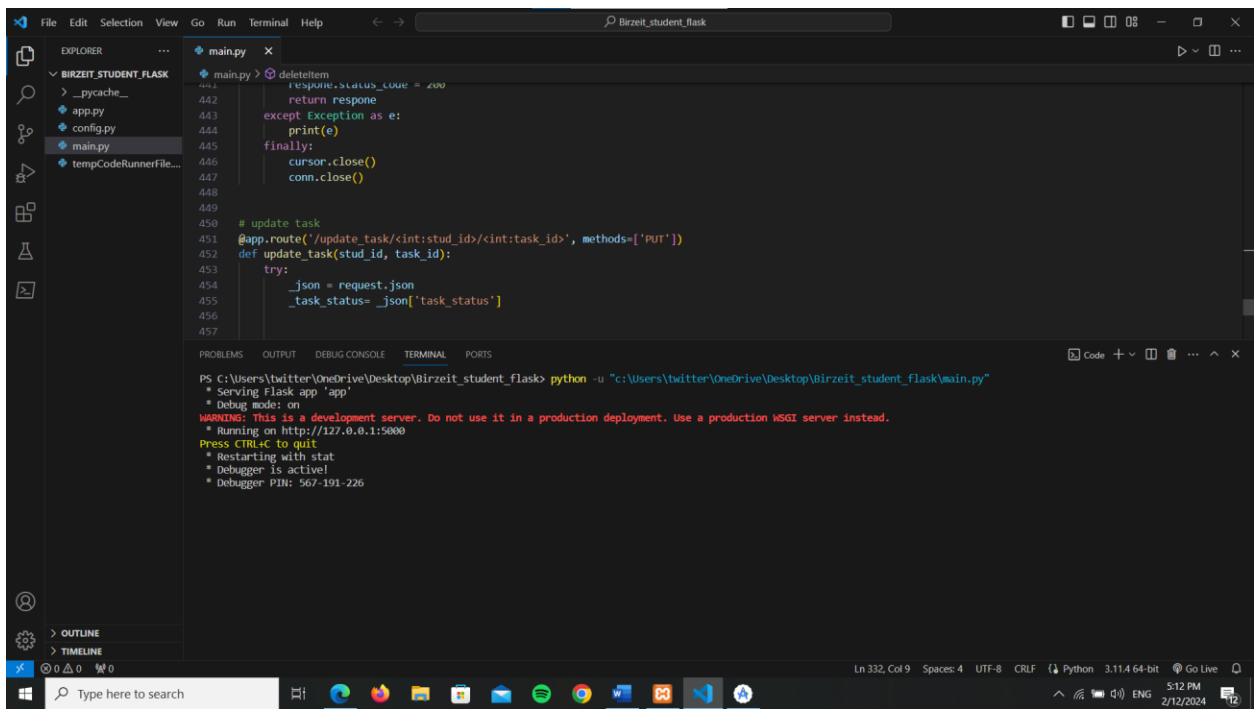 File Edit Selection View Go Run Terminal Help
Birzeit_student_flask
EXPLORER
main.py
BIRZEIT_STUDENT_FLASK
__pycache__
app.py
config.py
main.py
tempCodeRunnerFile....
main.py > deleteItem
441 respone.status_code = 200
442 return respone
443 except Exception as e:
444 print(e)
445 finally:
446 cursor.close()
447 conn.close()
448
449
450 # update task
451 @app.route('/update_task/<int:stud_id>/<int:task_id>', methods=['PUT'])
452 def update_task(stud_id, task_id):
453 try:
454 _json = request.json
455 _task_status= _json['task_status']
456
457
PROBLEMS OUTPUT DEBUG CONSOLE TERMINAL PORTS
Code
PS C:\Users\twitter\OneDrive\Desktop\Birzeit_student_flask> python -u "c:\Users\twitter\OneDrive\Desktop\Birzeit_student_flask\main.py"
* Serving Flask app 'app'
* Debug mode: on
WARNING: This is a development server. Do not use it in a production deployment. Use a production WSGI server instead.
* Running on http://127.0.0.1:5000
Press CTRL+C to quit
* Restarting with stat
* Debugger is active!
* Debugger PIN: 567-191-226
OUTLINE
TIMELINE
0 0 0
Ln 332, Col 9 Spaces: 4 UTF-8 CRLF Python 3.11.4 64-bit Go Live
Type here to search
ENG
5:12 PM
2/12/2024
12